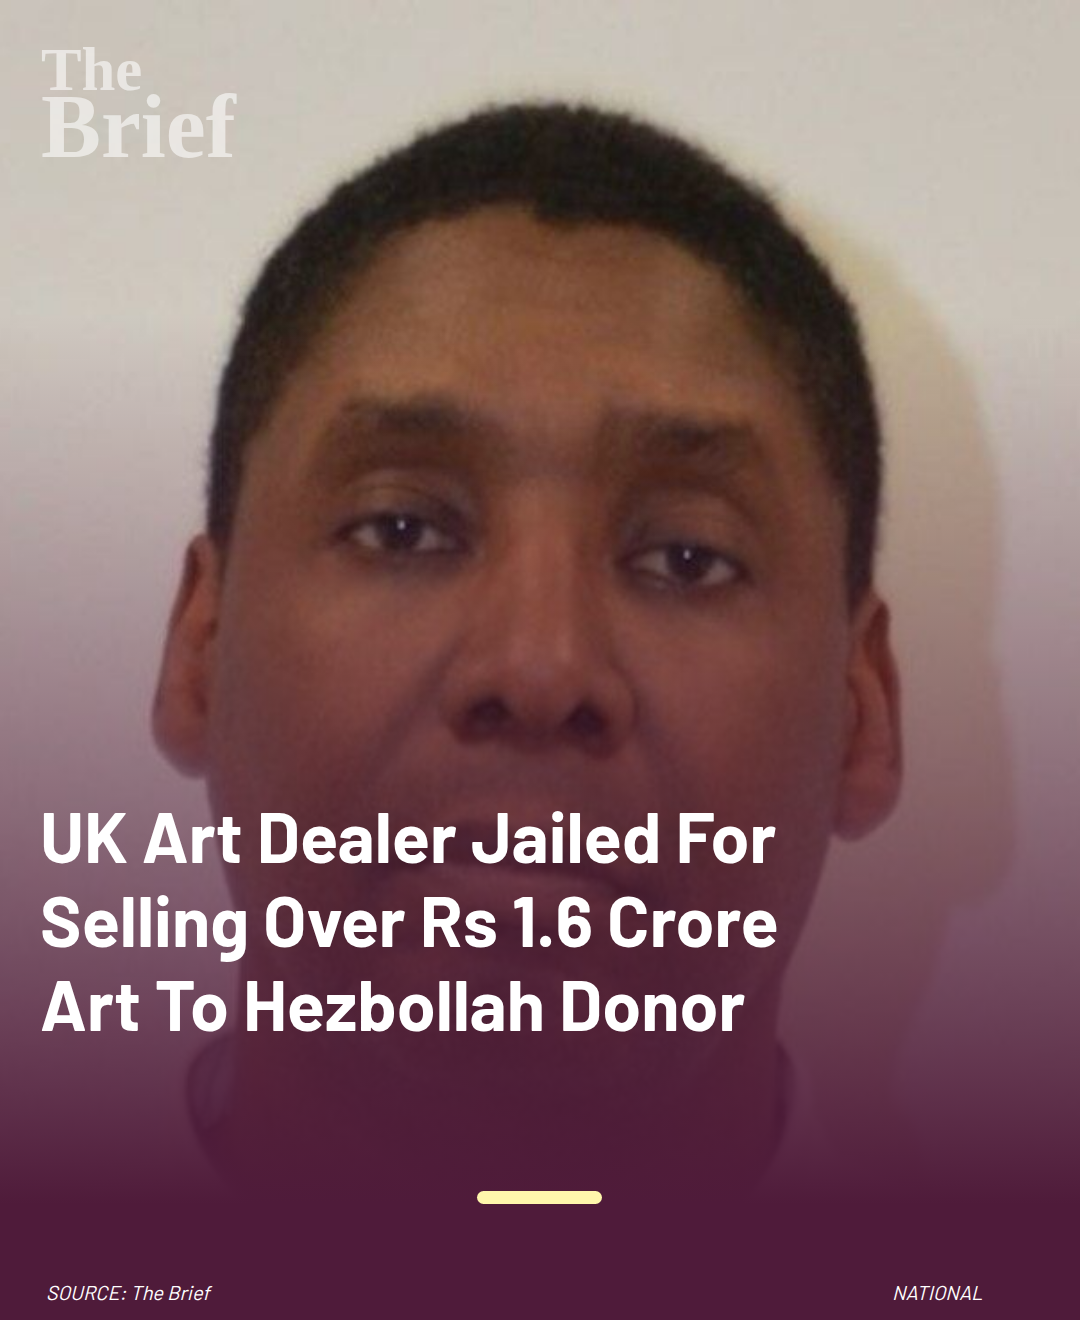 The
Brief
UK Art Dealer Jailed For
Selling Over Rs 1.6 Crore
Art To Hezbollah Donor
SOURCE: The Brief
NATIONAL